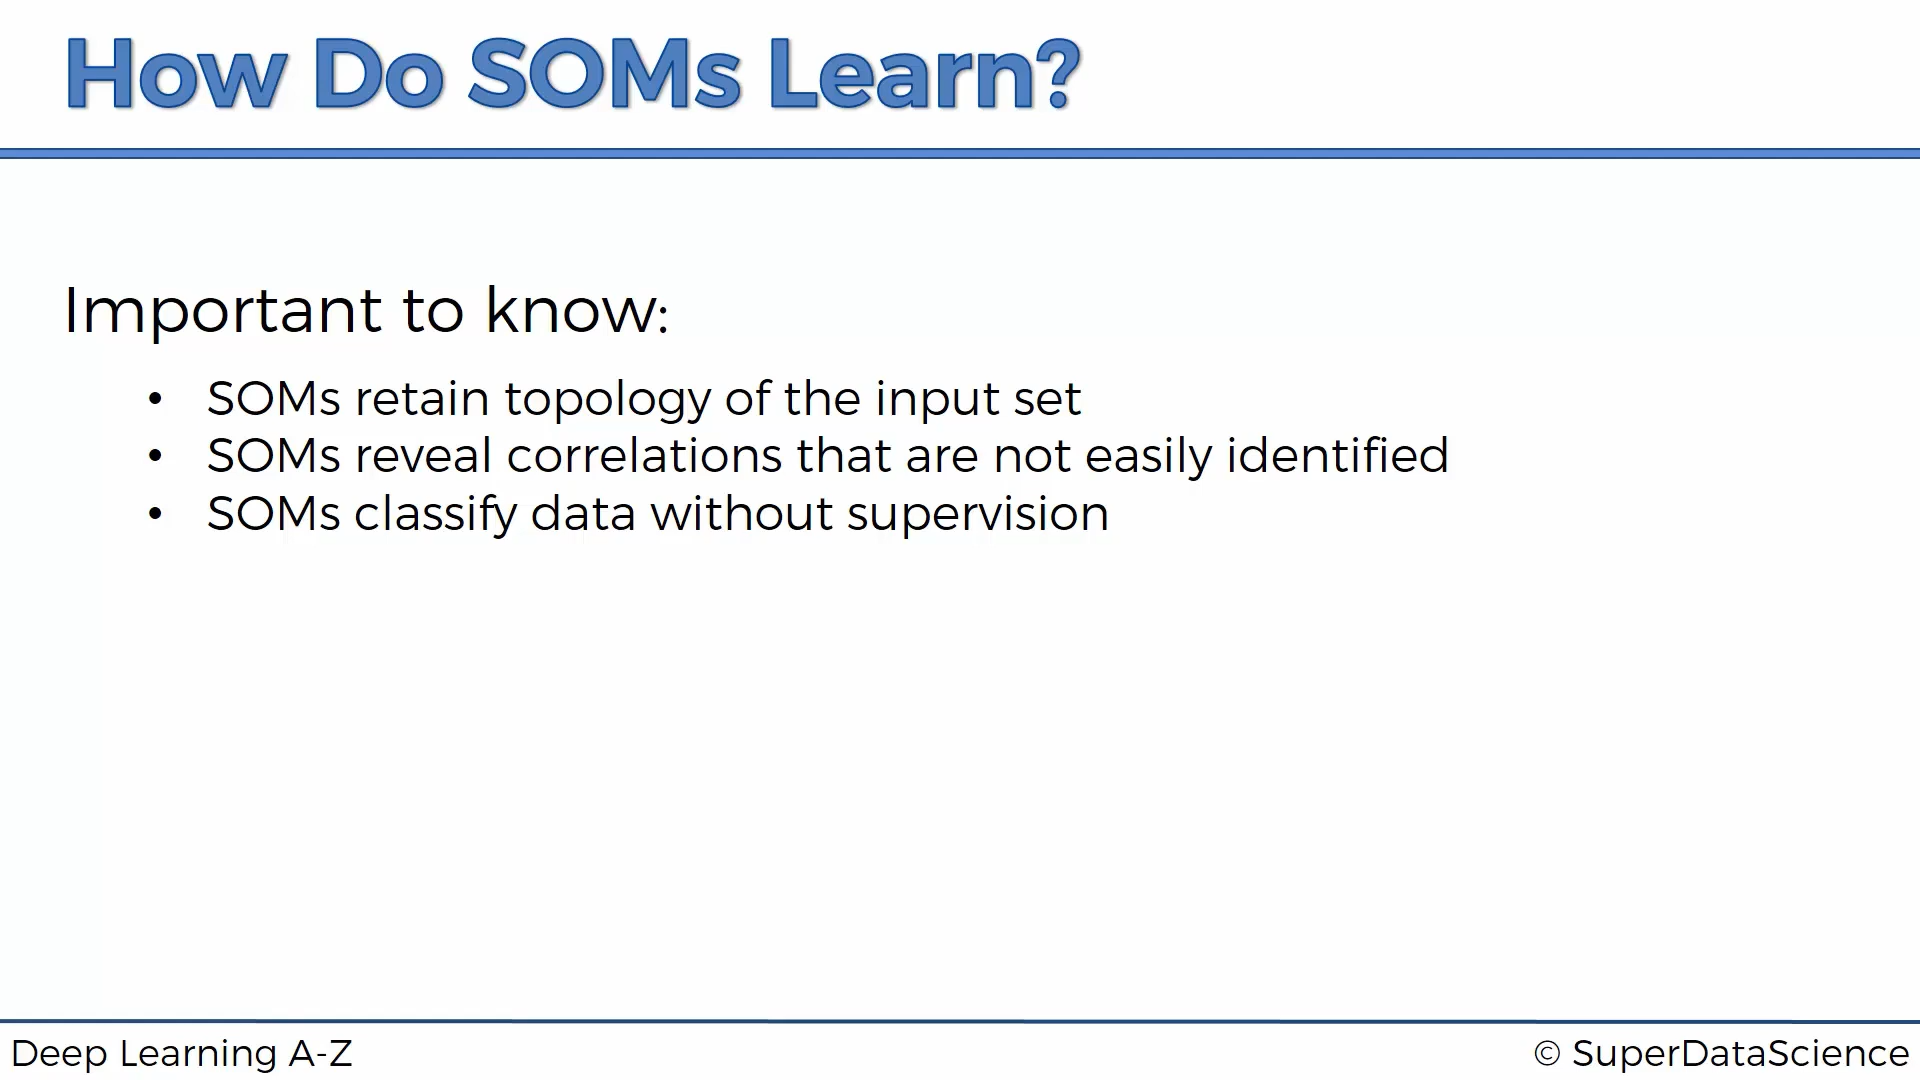 How Do SOMs Learn?
Important to know:
• SOMs retain topology of the input set
• SOMs reveal correlations that are not easily identified
• SOMs classify data without supervision
Deep Learning A-Z
© SuperDataScience